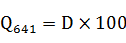 Q₆₄₁ = D × 100